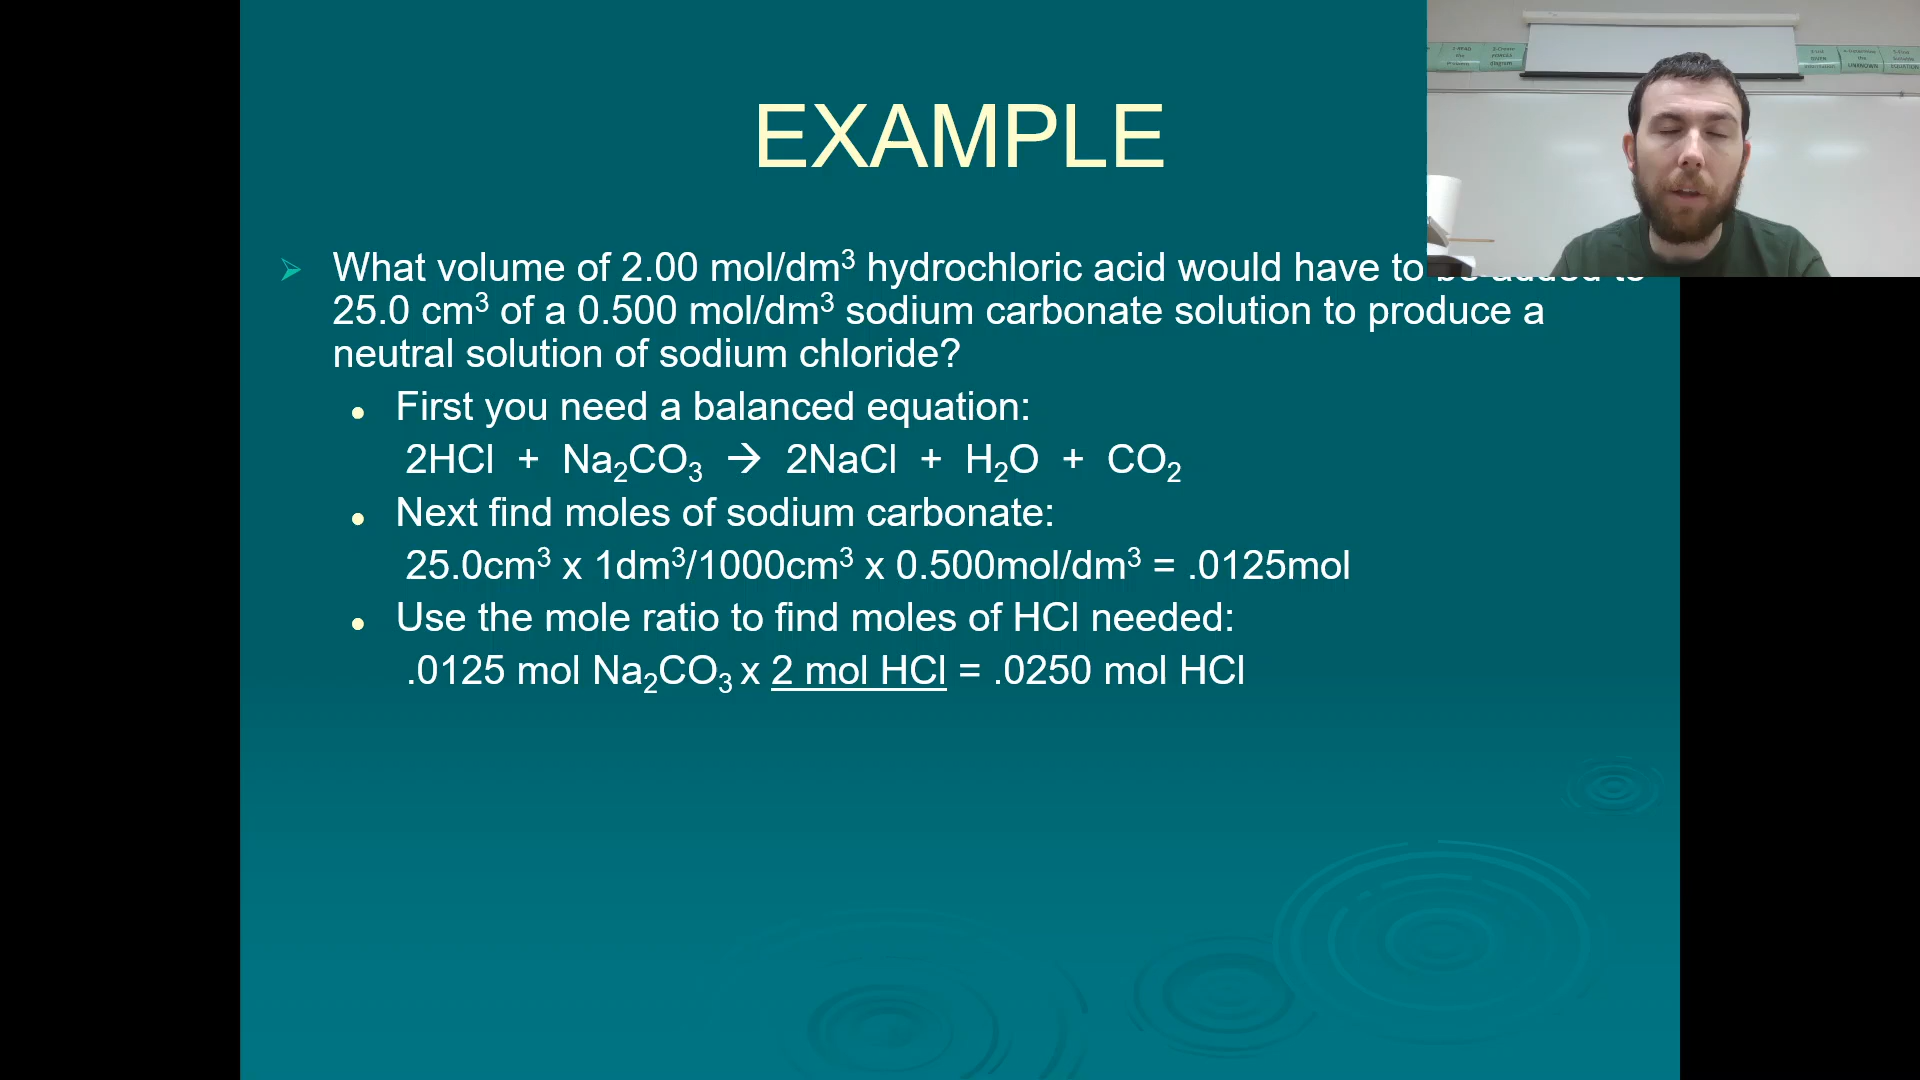 EXAMPLE
➢ What volume of 2.00 mol/dm³ hydrochloric acid would have to
25.0 cm³ of a 0.500 mol/dm³ sodium carbonate solution to produce a
neutral solution of sodium chloride?
• First you need a balanced equation:
2HCl + Na₂CO₃ → 2NaCl + H₂O + CO₂
• Next find moles of sodium carbonate:
25.0cm³ x 1dm³/1000cm³ x 0.500mol/dm³ = .0125mol
• Use the mole ratio to find moles of HCl needed:
.0125 mol Na₂CO₃ x 2 mol HCl = .0250 mol HCl